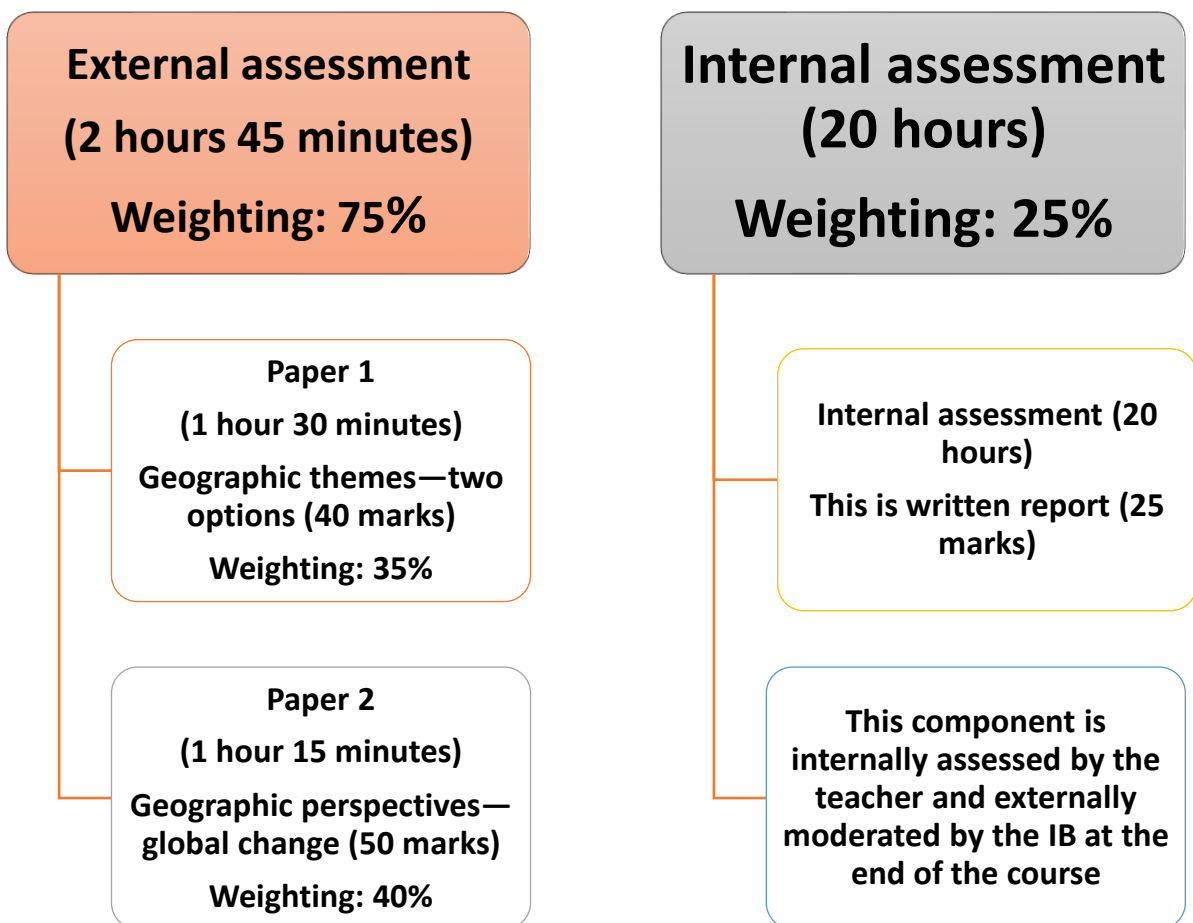 External assessment
(2 hours 45 minutes)
Weighting: 75%
Paper 1
(1 hour 30 minutes)
Geographic themes—two
options (40 marks)
Weighting: 35%
Paper 2
(1 hour 15 minutes)
Geographic perspectives—
global change (50 marks)
Weighting: 40%
Internal assessment
(20 hours)
Weighting: 25%
Internal assessment (20
hours)
This is written report (25
marks)
This component is
internally assessed by the
teacher and externally
moderated by the IB at the
end of the course